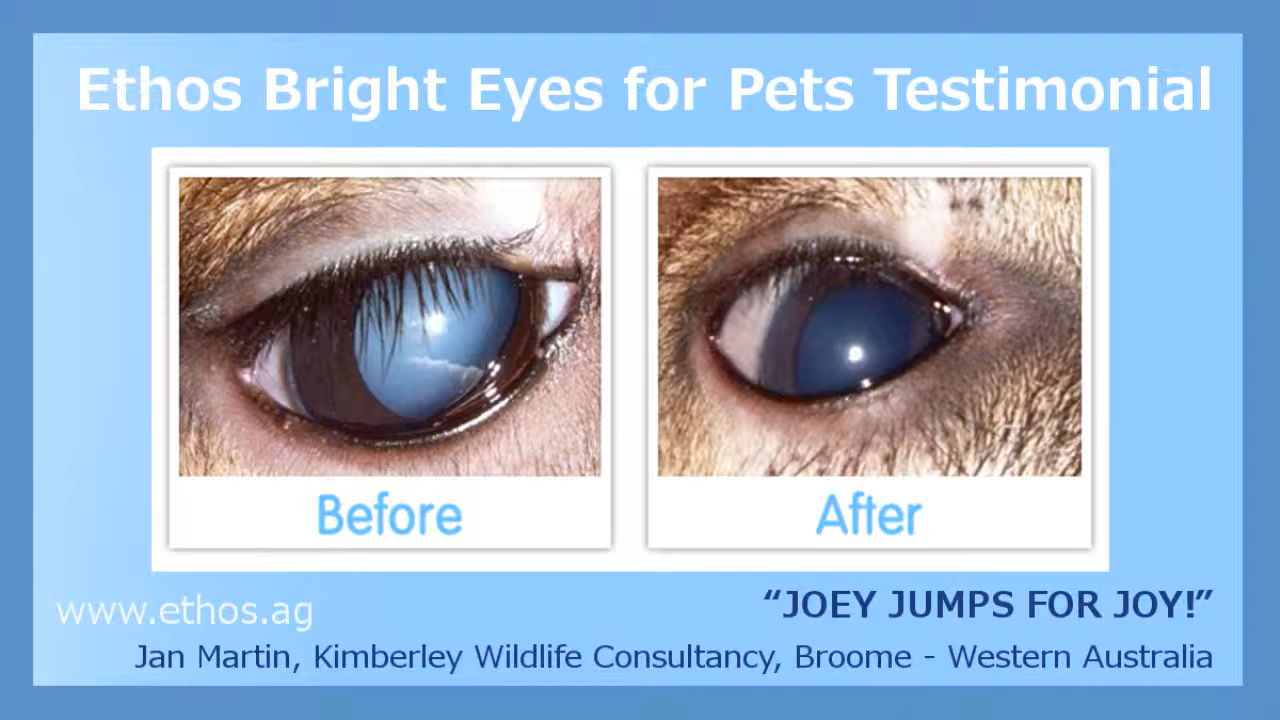 Ethos Bright Eyes for Pets Testimonial
Before
After
www.ethos.ag
“JOEY JUMPS FOR JOY!”
Jan Martin, Kimberley Wildlife Consultancy, Broome - Western Australia